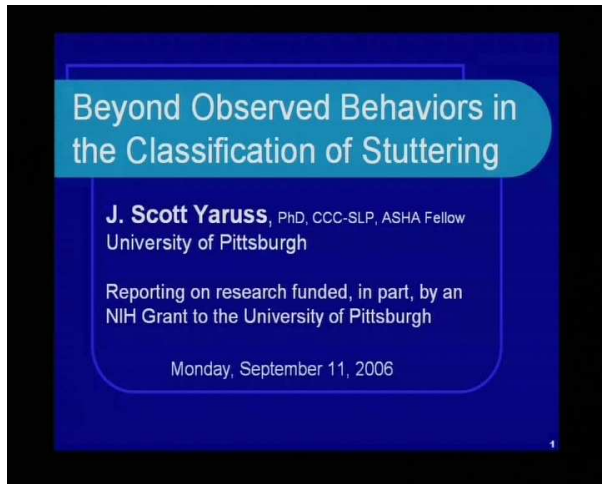 Beyond Observed Behaviors in
the Classification of Stuttering
J. Scott Yaruss, PhD, CCC-SLP, ASHA Fellow
University of Pittsburgh
Reporting on research funded, in part, by an
NIH Grant to the University of Pittsburgh
Monday, September 11, 2006
1